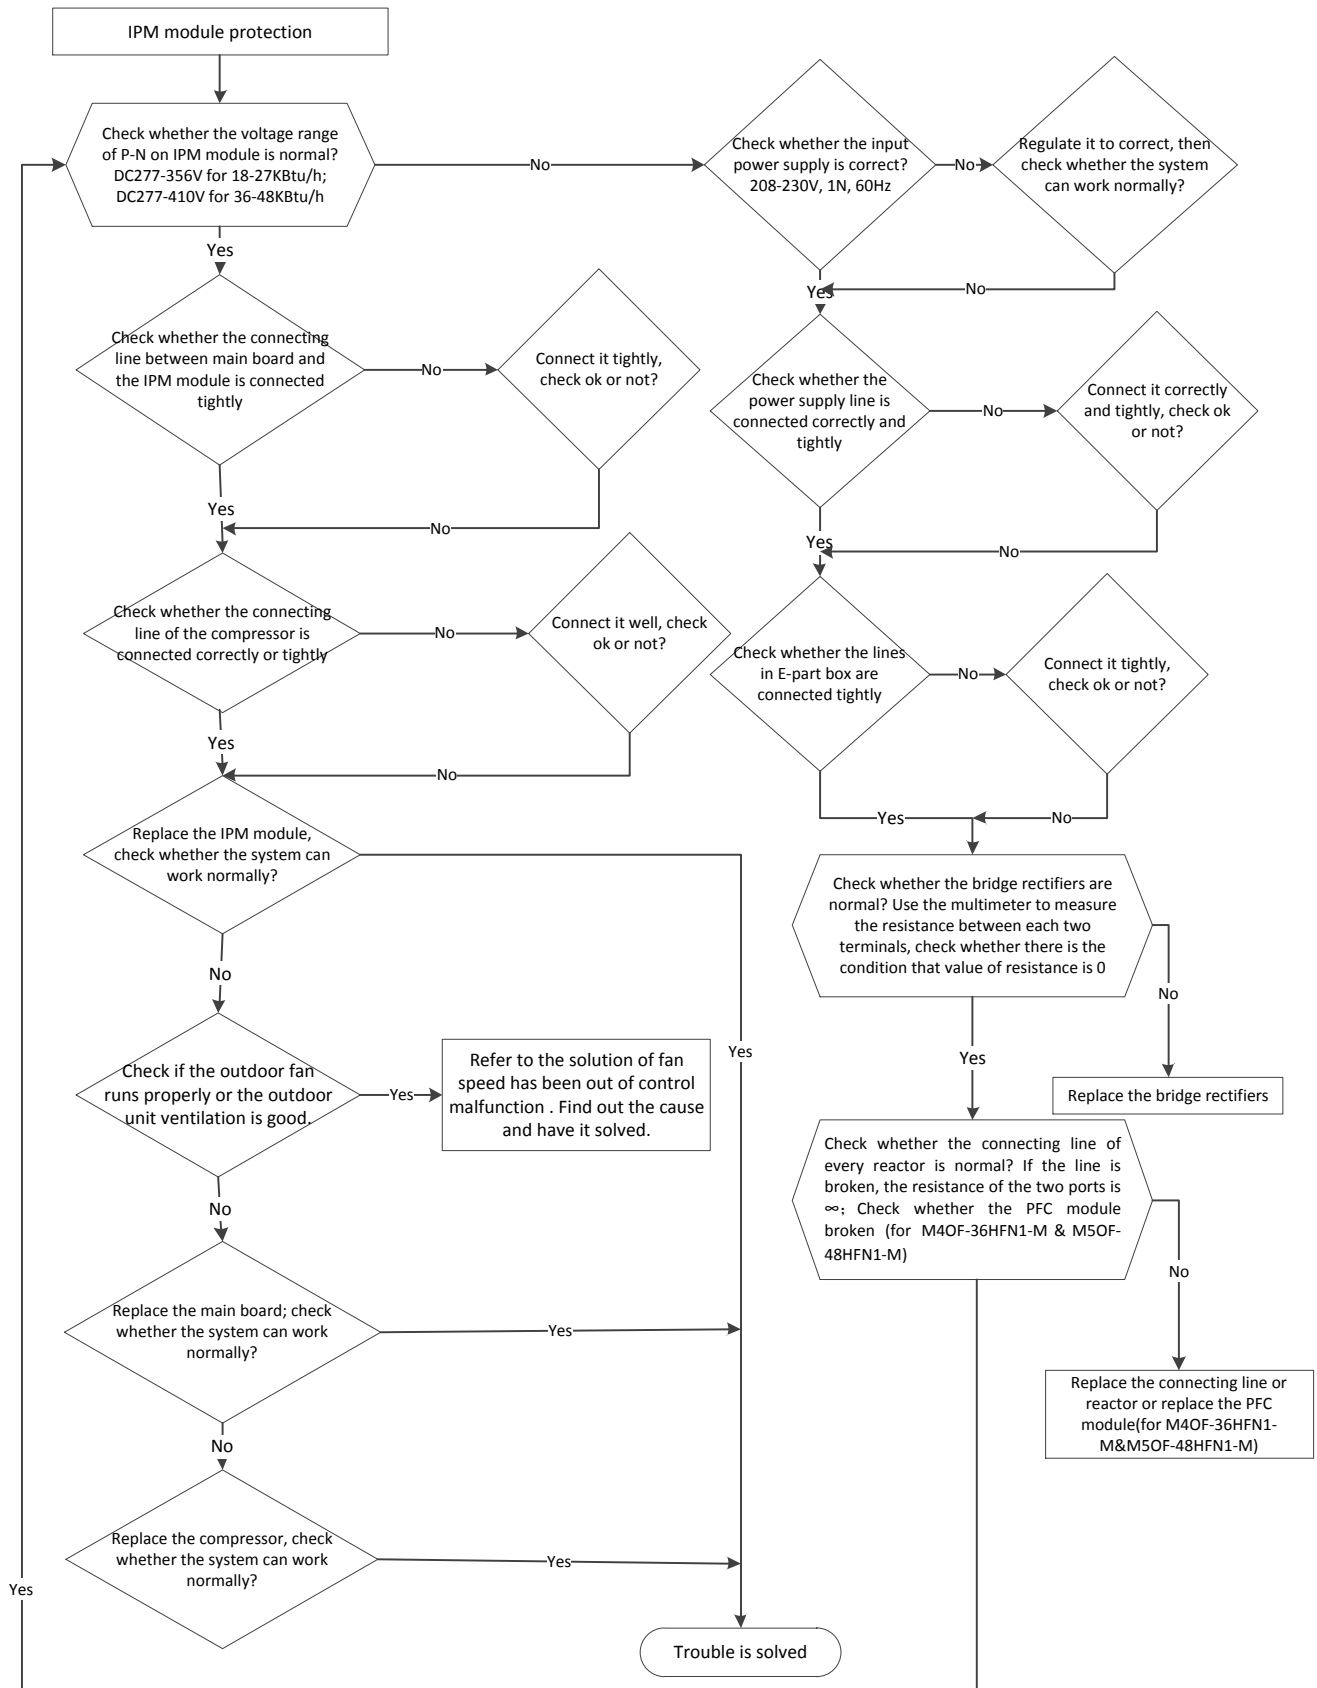 IPM module protection
Check whether the voltage range
of P-N on IPM module is normal?
DC277-356V for 18-27KBtu/h;
DC277-410V for 36-48KBtu/h
No
Check whether the input
power supply is correct?
208-230V, 1N, 60Hz
No
Regulate it to correct, then
check whether the system
can work normally?
Yes
Yes
No
Check whether the connecting
line between main board and
the IPM module is connected
tightly
No
Connect it tightly,
check ok or not?
Check whether the
power supply line is
connected correctly and
tightly
No
Connect it correctly
and tightly, check ok
or not?
Yes
No
Yes
No
Check whether the connecting
line of the compressor is
connected correctly or tightly
No
Connect it well, check
ok or not?
Check whether the lines
in E-part box are
connected tightly
No
Connect it tightly,
check ok or not?
Yes
No
Yes
No
Replace the IPM module,
check whether the system can
work normally?
Check whether the bridge rectifiers are
normal? Use the multimeter to measure
the resistance between each two
terminals, check whether there is the
condition that value of resistance is 0
No
No
Yes
Yes
Check if the outdoor fan
runs properly or the outdoor
unit ventilation is good.
Yes
Refer to the solution of fan
speed has been out of control
malfunction . Find out the cause
and have it solved.
Replace the bridge rectifiers
Check whether the connecting line of
every reactor is normal? If the line is
broken, the resistance of the two ports is
∞; Check whether the PFC module
broken (for M4OF-36HFN1-M & M5OF-
48HFN1-M)
No
No
Replace the main board; check
whether the system can work
normally?
Yes
Replace the connecting line or
reactor or replace the PFC
module(for M4OF-36HFN1-
M&M5OF-48HFN1-M)
No
Replace the compressor, check
whether the system can work
normally?
Yes
Yes
Trouble is solved